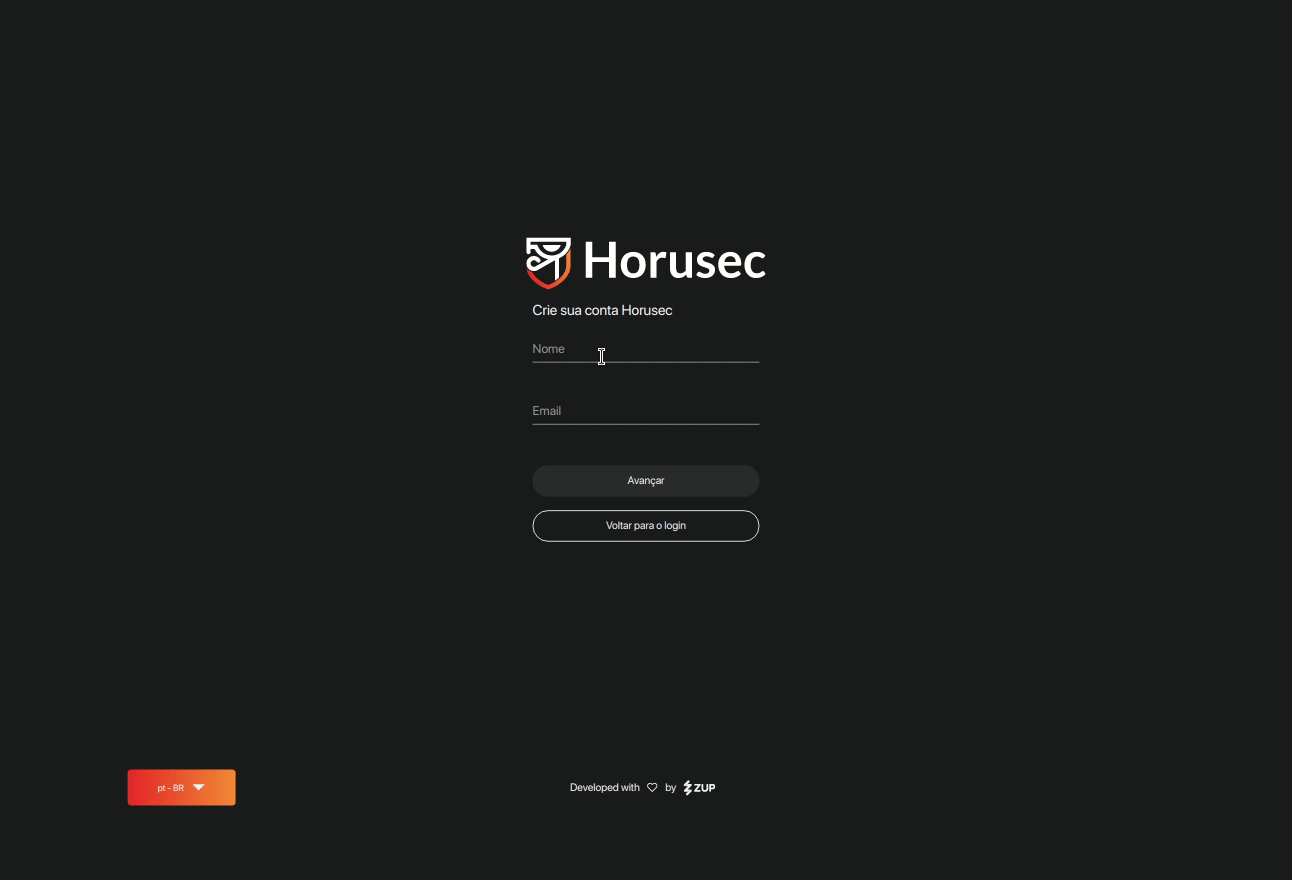 Horusec
Crie sua conta Horusec
Nome
Email
Avançar
Voltar para o login
pt - BR
Developed with by ZUP